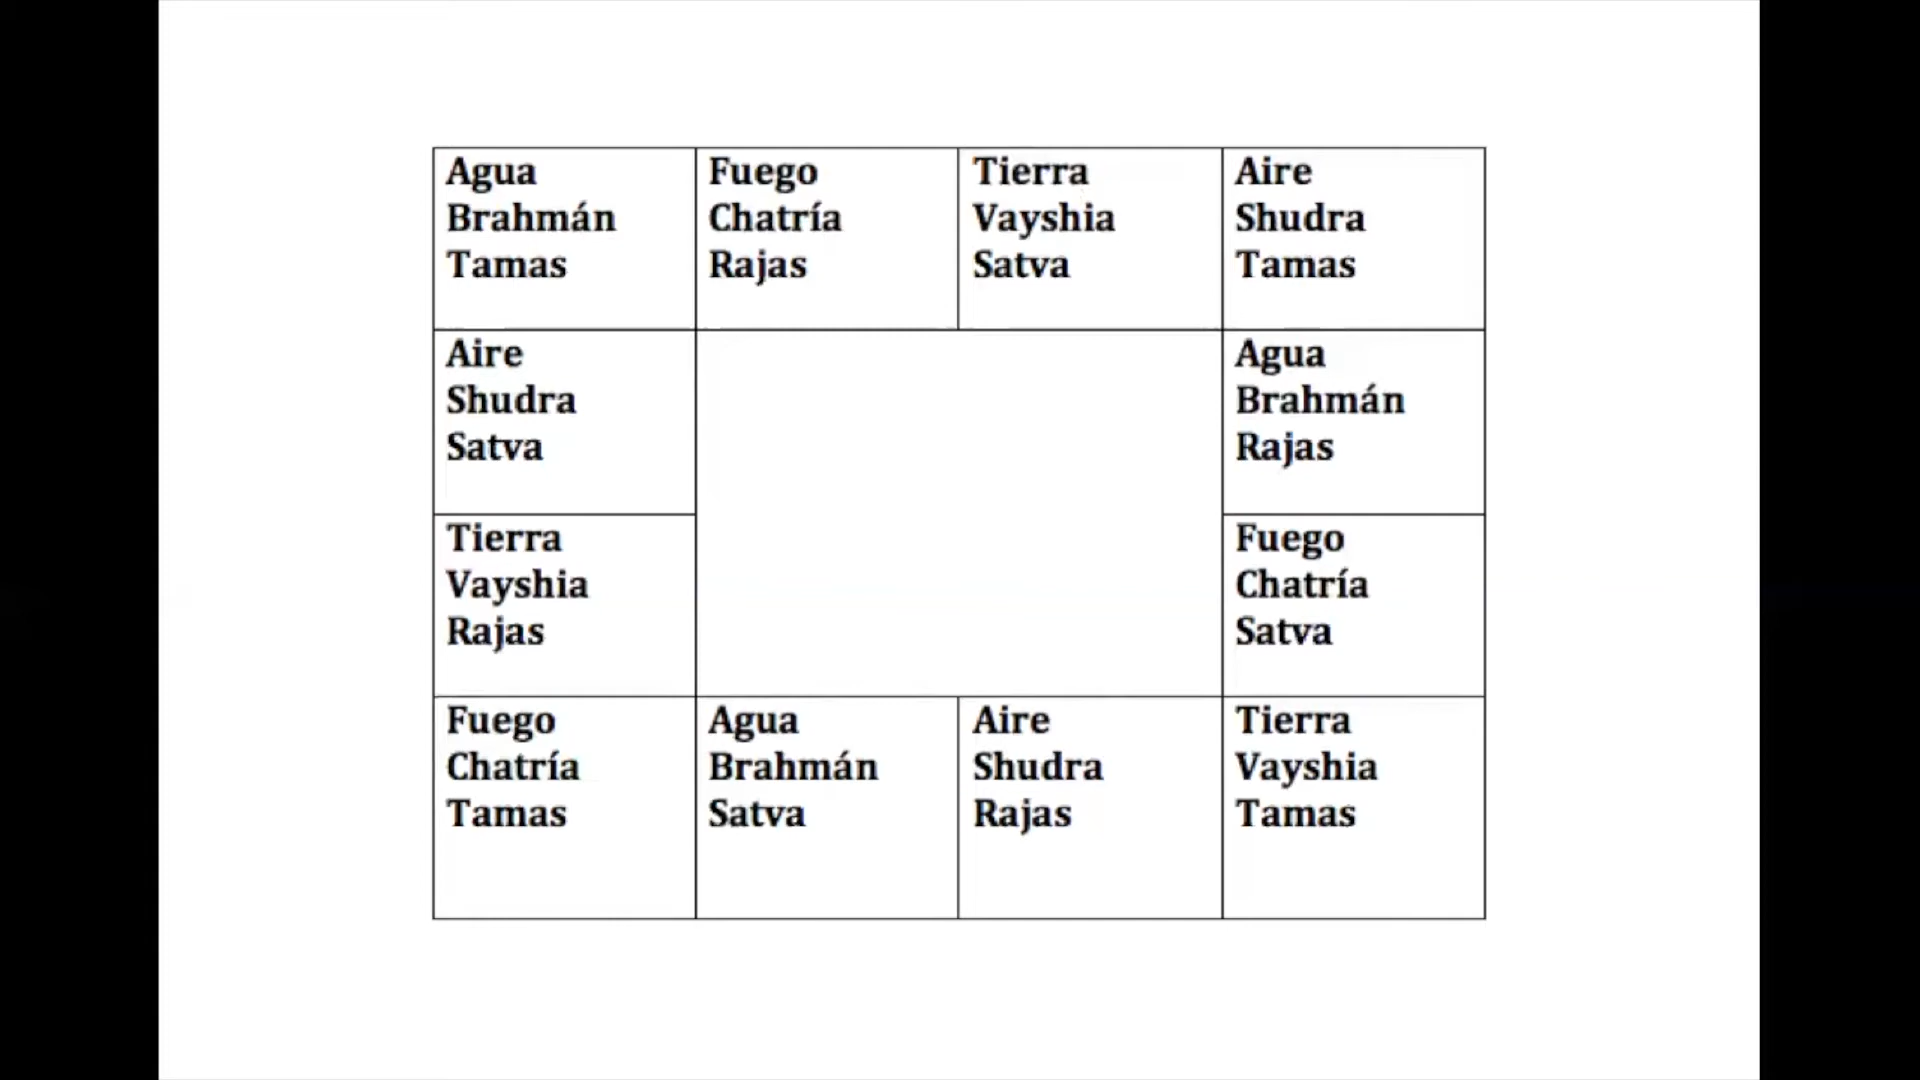 Agua
Brahmán
Tamas
Fuego
Chatría
Rajas
Tierra
Vayshia
Satva
Aire
Shudra
Tamas
Aire
Shudra
Satva
Agua
Brahmán
Rajas
Tierra
Vayshia
Rajas
Fuego
Chatría
Satva
Fuego
Chatría
Tamas
Agua
Brahmán
Satva
Aire
Shudra
Rajas
Tierra
Vayshia
Tamas